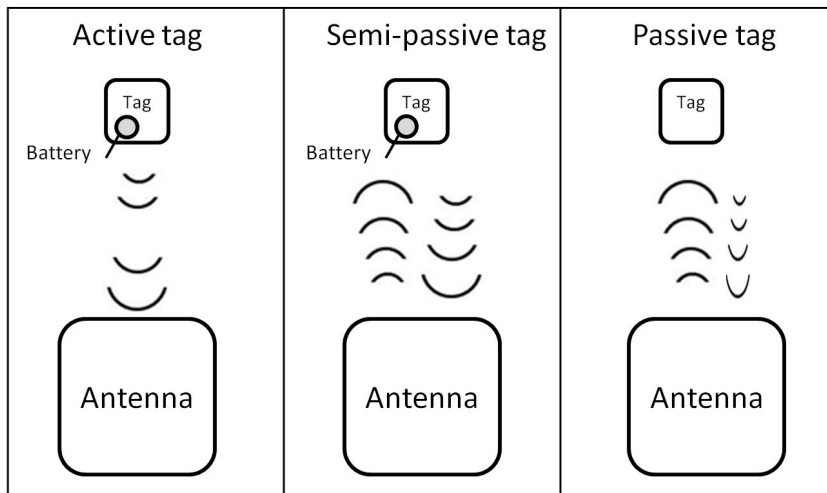 Active tag
Tag
Battery
Antenna
Semi-passive tag
Tag
Battery
Antenna
Passive tag
Tag
Antenna